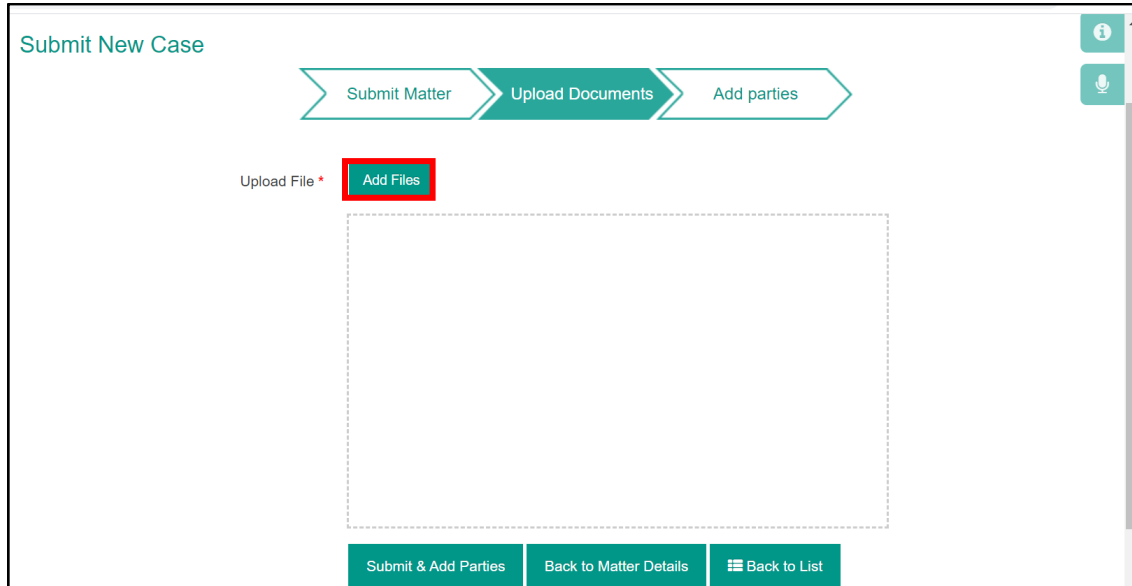 Submit New Case
Submit Matter Upload Documents Add parties
Upload File * Add Files
Submit & Add Parties Back to Matter Details Back to List